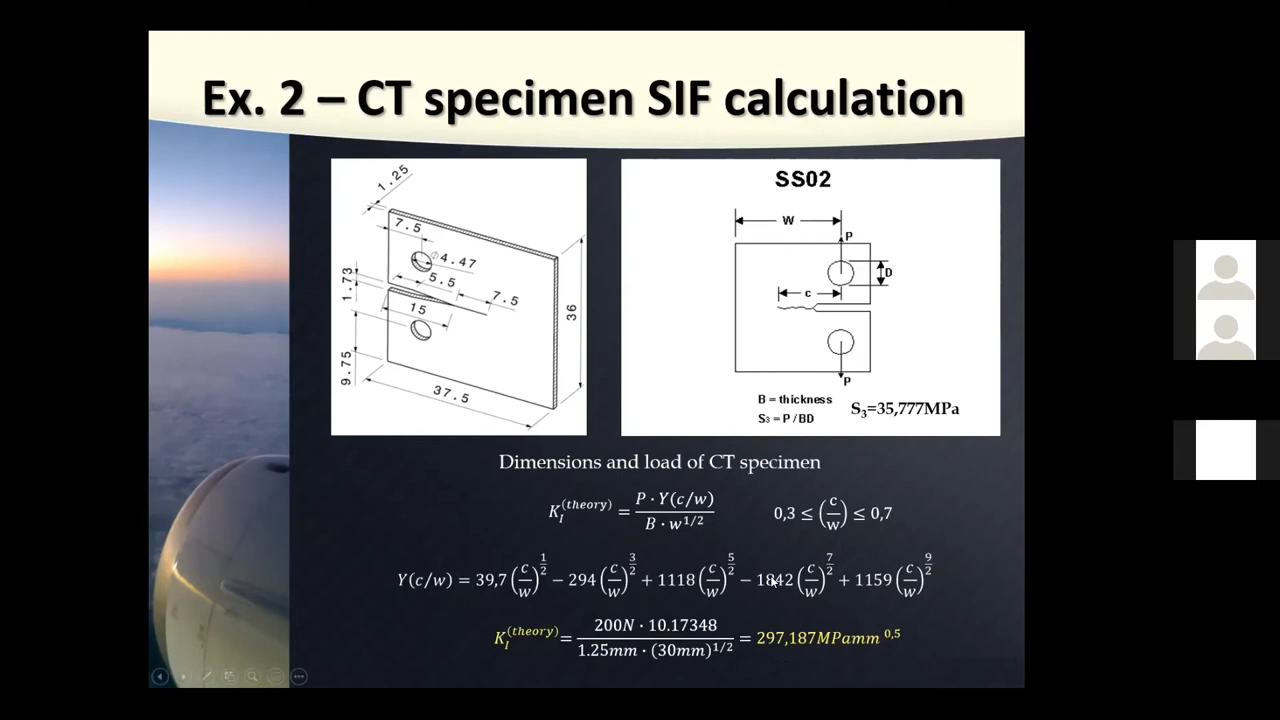 Ex. 2 – CT specimen SIF calculation
1.25
7.5
Φ4.47
5.5
7.5
1.73
15
36
9.75
37.5
SS02
W
P
D
c
P
B = thickness
S₃ = P / BD
S₃=35,777MPa
Dimensions and load of CT specimen
K_I^(theory) = P · Y(c/w) / B · w^1/2
0,3 ≤ (c/w) ≤ 0,7
Y(c/w) = 39,7 (c/w)^1/2 − 294 (c/w)^3/2 + 1118 (c/w)^5/2 − 1842 (c/w)^7/2 + 1159 (c/w)^9/2
K_I^(theory) = 200N · 10.17348 / 1.25mm · (30mm)^1/2 = 297,187MPamm^0,5